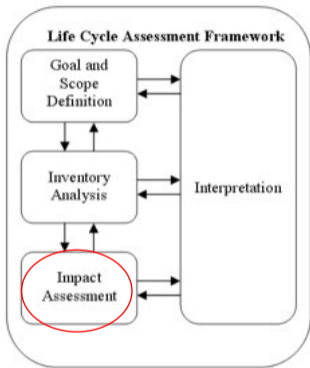 Life Cycle Assessment Framework
Goal and
Scope
Definition
Inventory
Analysis
Interpretation
Impact
Assessment